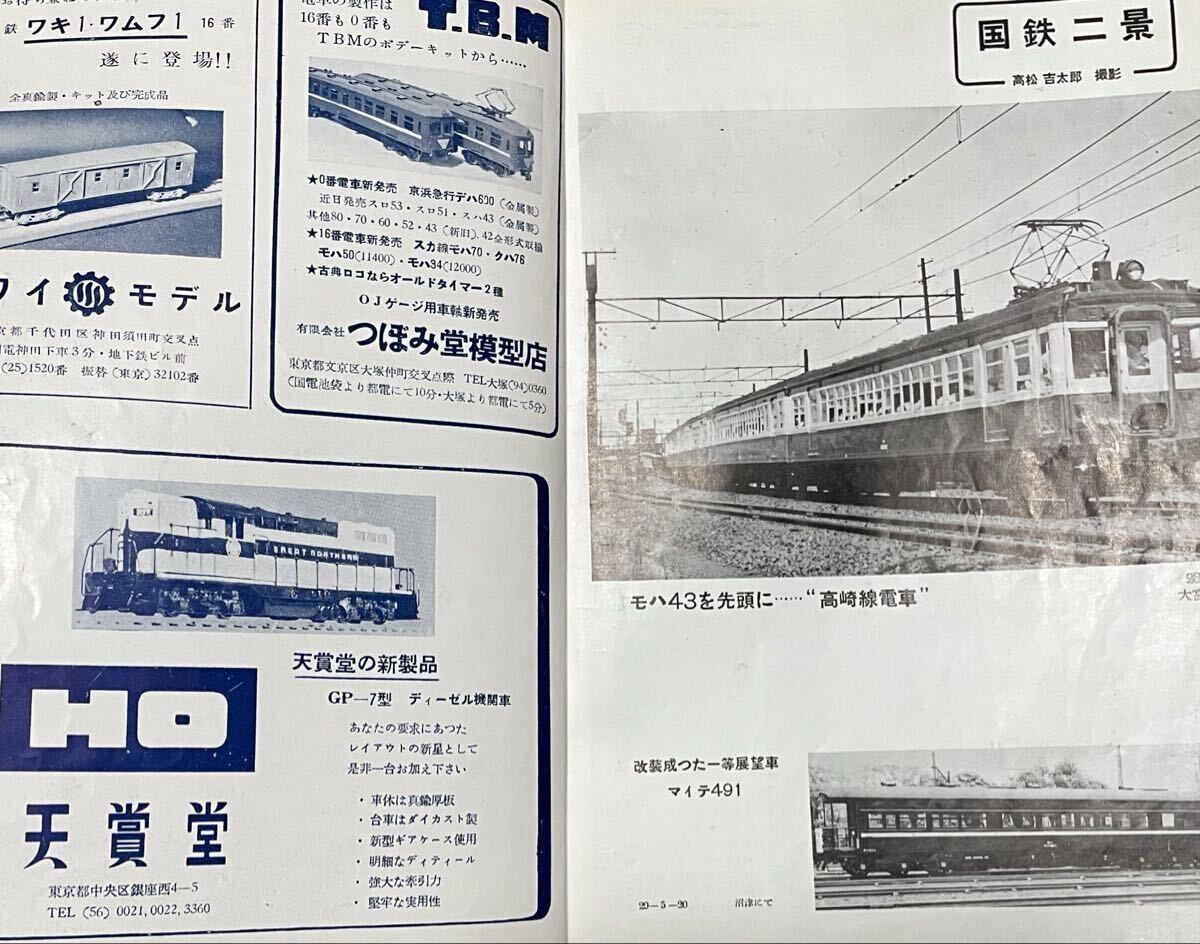 鉄 ワキ1・ワムフ1 16番
遂に登場!!
全真鍮製・キット及び完成品
ワイ モデル
京都千代田区神田須田町交叉点
電神田下車3分・地下鉄ビル前
(25)1520番 振替(東京)32102番
電車の製作は
16番も0番も
T.B.M
TBMのボデーキットから……
★0番電車新発売 京浜急行デハ600(金属製)
近日発売スロ53・スロ51・スハ43(金属製)
其他80・70・60・52・43(新旧).42全形式取揃
★16番電車新発売 スカ線モハ70・クハ76
モハ50(11400)・モハ34(12000)
★古典ロコならオールドタイマー2種
OJゲージ用車軸新発売
有限会社 つぼみ堂模型店
東京都文京区大塚仲町交叉点際 TEL大塚(94)0360
(国電池袋より都電にて10分・大塚より都電にて5分)
GREAT NORTHERN
天賞堂の新製品
GP—7型 ディーゼル機関車
HO
あなたの要求にあつた
レイアウトの新星として
是非一台お加え下さい
・車休は真鍮厚板
・台車はダイカスト製
・新型ギアケース使用
・明細なディティール
・強大な牽引力
・堅牢な実用性
天賞堂
東京都中央区銀座西4—5
TEL (56) 0021, 0022, 3360
国鉄二景
高松 吉太郎 撮影
モハ43を先頭に……“高崎線電車”
大宮
改装成つた一等展望車
マイテ491
29—5—20 沼津にて